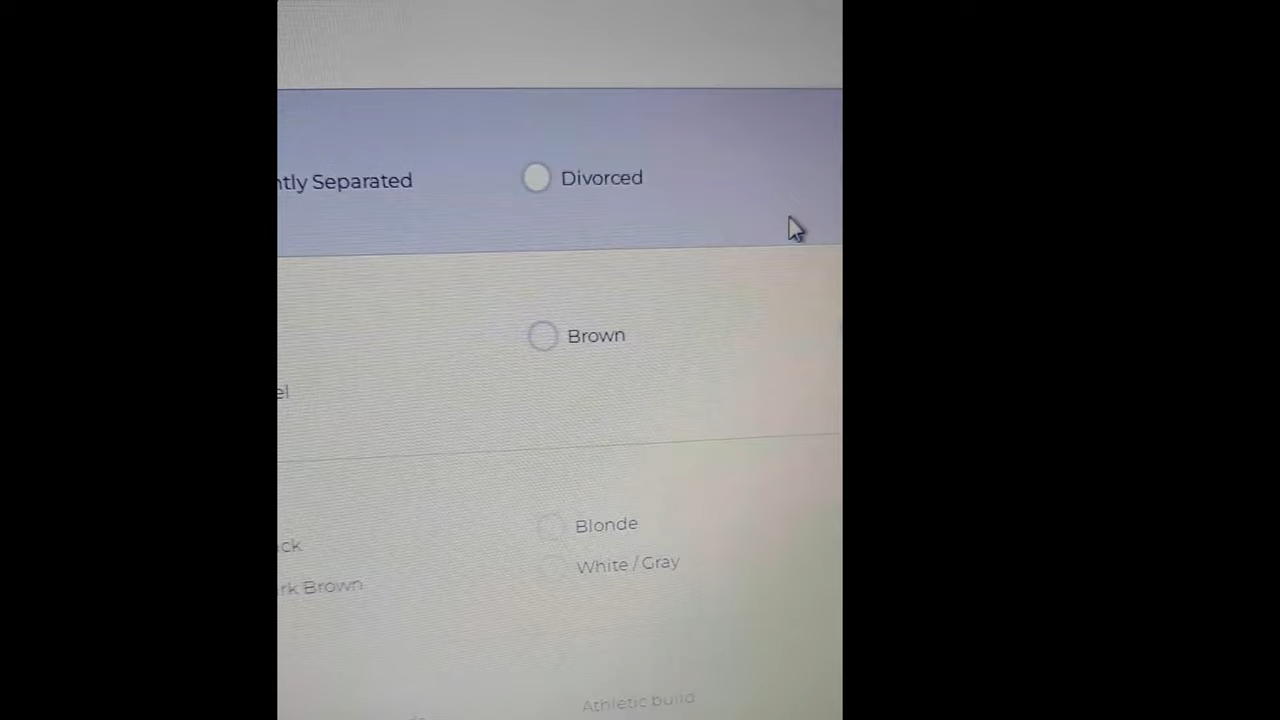 ntly Separated Divorced
Brown
el
Blonde
ck
White / Gray
rk Brown
Athletic build